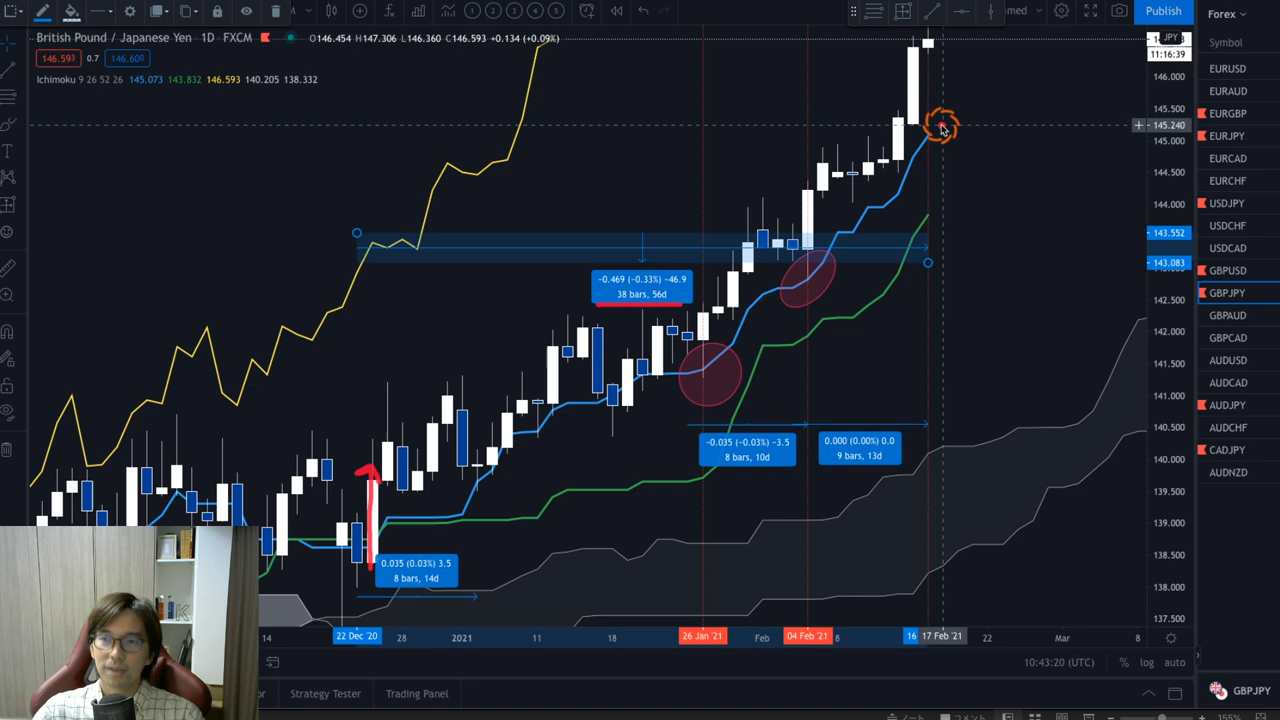 Publish
Forex
British Pound / Japanese Yen 1D FXCM
O146.454 H147.306 L146.360 C146.593 +0.134 (+0.09%)
JPY
146.593 0.7 146.600
11:16:39
Symbol
Ichimoku 9 26 52 26 145.073 143.832 146.593 140.205 138.332
146.000
145.500
145.240
145.000
144.500
144.000
143.552
143.083
142.500
142.000
141.500
141.000
140.500
140.000
139.500
139.000
138.500
138.000
137.500
EURUSD
EURAUD
EURGBP
EURJPY
EURCAD
EURCHF
USDJPY
USDCHF
USDCAD
GBPUSD
GBPJPY
GBPAUD
GBPCAD
AUDUSD
AUDCAD
AUDJPY
AUDCHF
CADJPY
AUDNZD
-0.469 (-0.33%) -46.9
38 bars, 56d
-0.035 (-0.03%) -3.5
8 bars, 10d
0.000 (0.00%) 0.0
9 bars, 13d
0.035 (0.03%) 3.5
8 bars, 14d
14 22 Dec '20 28 2021 11 18 26 Jan '21 Feb 04 Feb '21 8 16 17 Feb '21 22 Mar 8
10:43:20 (UTC) % log auto
Strategy Tester Trading Panel
GBPJPY